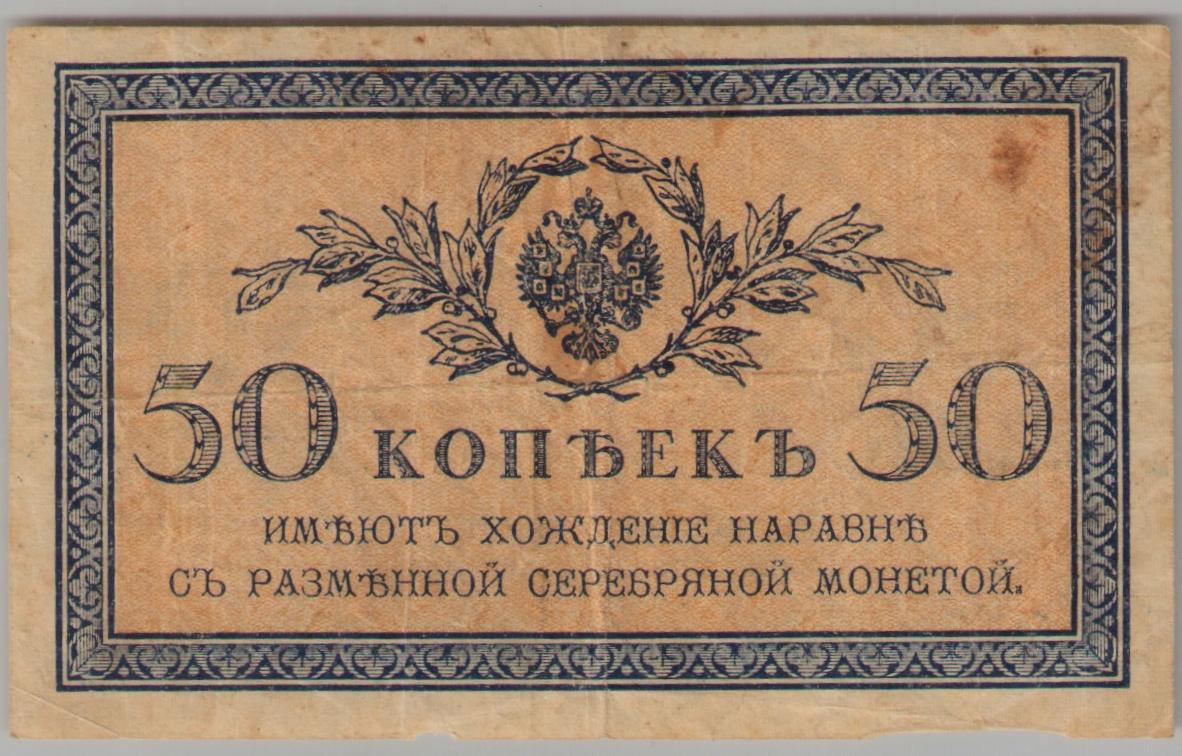 50 КОПѢЕКЪ 50
ИМѢЮТЪ ХОЖДЕНІЕ НАРАВНѢ
СЪ РАЗМѢННОЙ СЕРЕБРЯНОЙ МОНЕТОЙ.